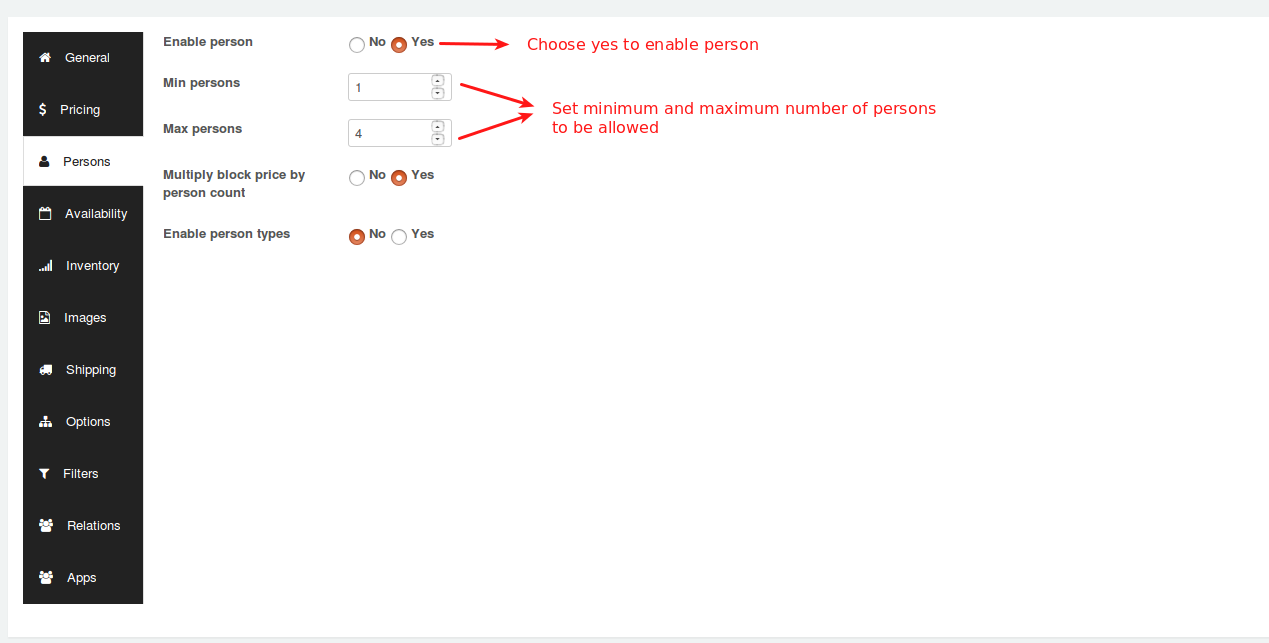 General
Pricing
Persons
Availability
Inventory
Images
Shipping
Options
Filters
Relations
Apps
Enable person
No Yes
Choose yes to enable person
Min persons
1
Max persons
4
Set minimum and maximum number of persons
to be allowed
Multiply block price by
person count
No Yes
Enable person types
No Yes